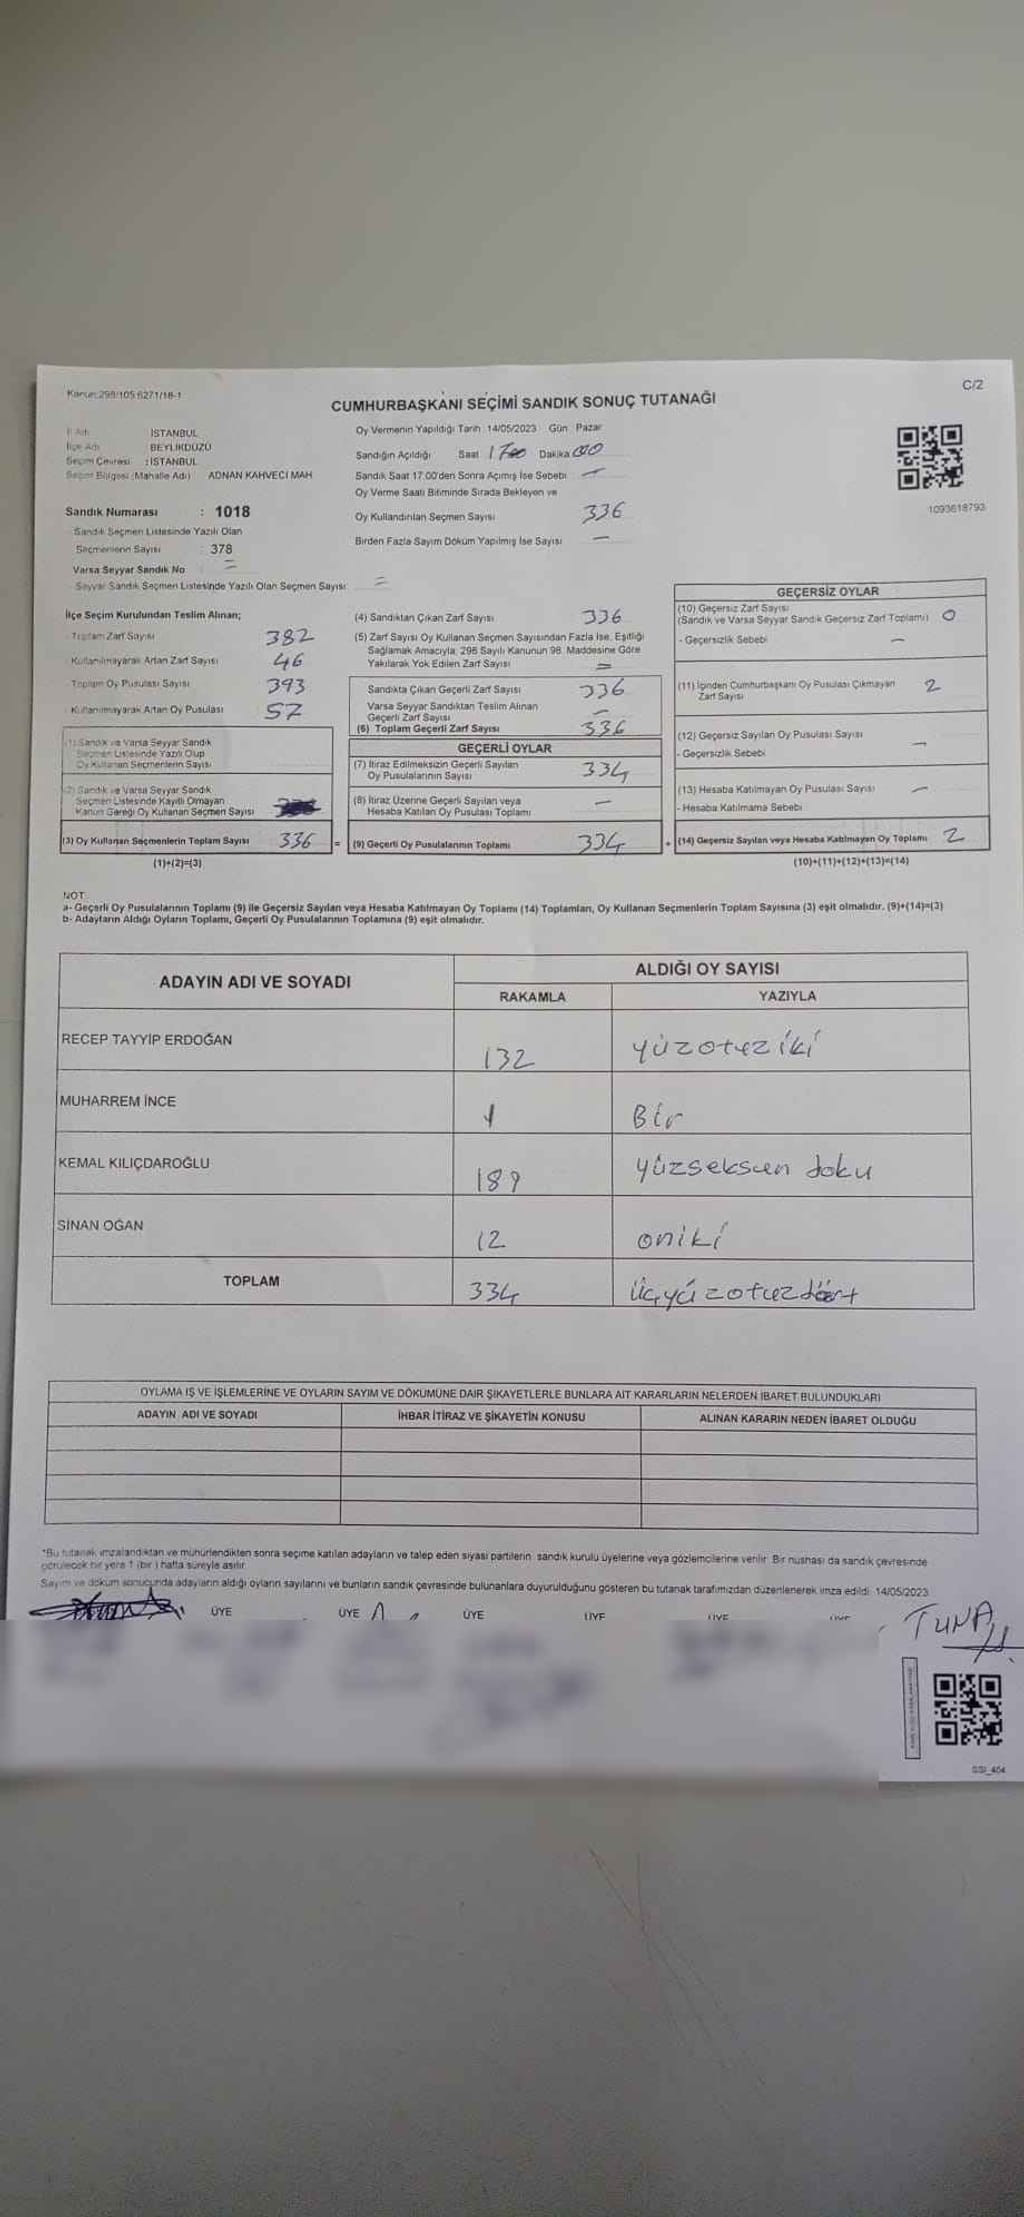 Kanun:298/105 6271/18-1
C/2
CUMHURBAŞKANI SEÇİMİ SANDIK SONUÇ TUTANAĞI
İl Adı İSTANBUL
İlçe Adı BEYLİKDÜZÜ
Seçim Çevresi : İSTANBUL
Seçim Bölgesi (Mahalle Adı) ADNAN KAHVECİ MAH
Sandık Numarası : 1018
Sandık Seçmen Listesinde Yazılı Olan
Seçmenlerin Sayısı : 378
Varsa Seyyar Sandık No =
Seyyar Sandık Seçmen Listesinde Yazılı Olan Seçmen Sayısı =
Oy Vermenin Yapıldığı Tarih : 14/05/2023 Gün Pazar
Sandığın Açıldığı Saat 1700 Dakika 00
Sandık Saat 17.00'den Sonra Açımış İse Sebebi —
Oy Verme Saati Bitiminde Sırada Bekleyen ve
Oy Kullandırılan Seçmen Sayısı 336
Birden Fazla Sayım Döküm Yapılmış İse Sayısı —
1093618793
İlçe Seçim Kurulundan Teslim Alınan;
Toplam Zarf Sayısı 382
Kullanılmayarak Artan Zarf Sayısı 46
Toplam Oy Pusulası Sayısı 393
Kullanılmayarak Artan Oy Pusulası 57
(1) Sandık ve Varsa Seyyar Sandık
Seçmen Listesinde Yazılı Olup
Oy Kullanan Seçmenlerin Sayısı
(2) Sandık ve Varsa Seyyar Sandık
Seçmen Listesinde Kayıtlı Olmayan
Kanun Gereği Oy Kullanan Seçmen Sayısı
(3) Oy Kullanan Seçmenlerin Toplam Sayısı 336 =
(1)+(2)=(3)
(4) Sandıktan Çıkan Zarf Sayısı 336
(5) Zarf Sayısı Oy Kullanan Seçmen Sayısından Fazla İse, Eşitliği
Sağlamak Amacıyla, 298 Sayılı Kanunun 98. Maddesine Göre
Yakılarak Yok Edilen Zarf Sayısı =
Sandıkta Çıkan Geçerli Zarf Sayısı 336
Varsa Seyyar Sandıktan Teslim Alınan
Geçerli Zarf Sayısı —
(6) Toplam Geçerli Zarf Sayısı 336
GEÇERLİ OYLAR
(7) İtiraz Edilmeksizin Geçerli Sayılan
Oy Pusulalarının Sayısı 334
(8) İtiraz Üzerine Geçerli Sayılan veya
Hesaba Katılan Oy Pusulası Toplamı —
(9) Geçerli Oy Pusulalarının Toplamı 334 +
GEÇERSİZ OYLAR
(10) Geçersiz Zarf Sayısı
(Sandık ve Varsa Seyyar Sandık Geçersiz Zarf Toplamı) 0
- Geçersizlik Sebebi —
(11) İçinden Cumhurbaşkanı Oy Pusulası Çıkmayan
Zarf Sayısı 2
(12) Geçersiz Sayılan Oy Pusulası Sayısı —
- Geçersizlik Sebebi
(13) Hesaba Katılmayan Oy Pusulası Sayısı —
- Hesaba Katılmama Sebebi
(14) Geçersiz Sayılan veya Hesaba Katılmayan Oy Toplamı 2
(10)+(11)+(12)+(13)=(14)
NOT:
a- Geçerli Oy Pusulalarının Toplamı (9) ile Geçersiz Sayılan veya Hesaba Katılmayan Oy Toplamı (14) Toplamları, Oy Kullanan Seçmenlerin Toplam Sayısına (3) eşit olmalıdır. (9)+(14)=(3)
b- Adayların Aldığı Oyların Toplamı, Geçerli Oy Pusulalarının Toplamına (9) eşit olmalıdır.
ADAYIN ADI VE SOYADI
ALDIĞI OY SAYISI
RAKAMLA YAZIYLA
RECEP TAYYİP ERDOĞAN 132 yüzotuziki
MUHARREM İNCE 1 Bir
KEMAL KILIÇDAROĞLU 189 yüzseksen doku
SİNAN OĞAN 12 oniki
TOPLAM 334 üçyüzotuzdört
OYLAMA İŞ VE İŞLEMLERİNE VE OYLARIN SAYIM VE DÖKÜMÜNE DAİR ŞİKAYETLERLE BUNLARA AİT KARARLARIN NELERDEN İBARET BULUNDUKLARI
ADAYIN ADI VE SOYADI İHBAR İTİRAZ VE ŞİKAYETİN KONUSU ALINAN KARARIN NEDEN İBARET OLDUĞU
*Bu tutanak imzalandıktan ve mühürlendikten sonra seçime katılan adayların ve talep eden siyasi partilerin sandık kurulu üyelerine veya gözlemcilerine verilir. Bir nushası da sandık çevresinde
görülecek bir yere 1 (bir) hafta süreyle asılır.
Sayım ve döküm sonucunda adayların aldığı oyların sayılarını ve bunların sandık çevresinde bulunanlara duyurulduğunu gösteren bu tutanak tarafımızdan düzenlenerek imza edildi. 14/05/2023
ÜYE ÜYE ÜYE ÜYE ÜYE ÜYE
TUNA